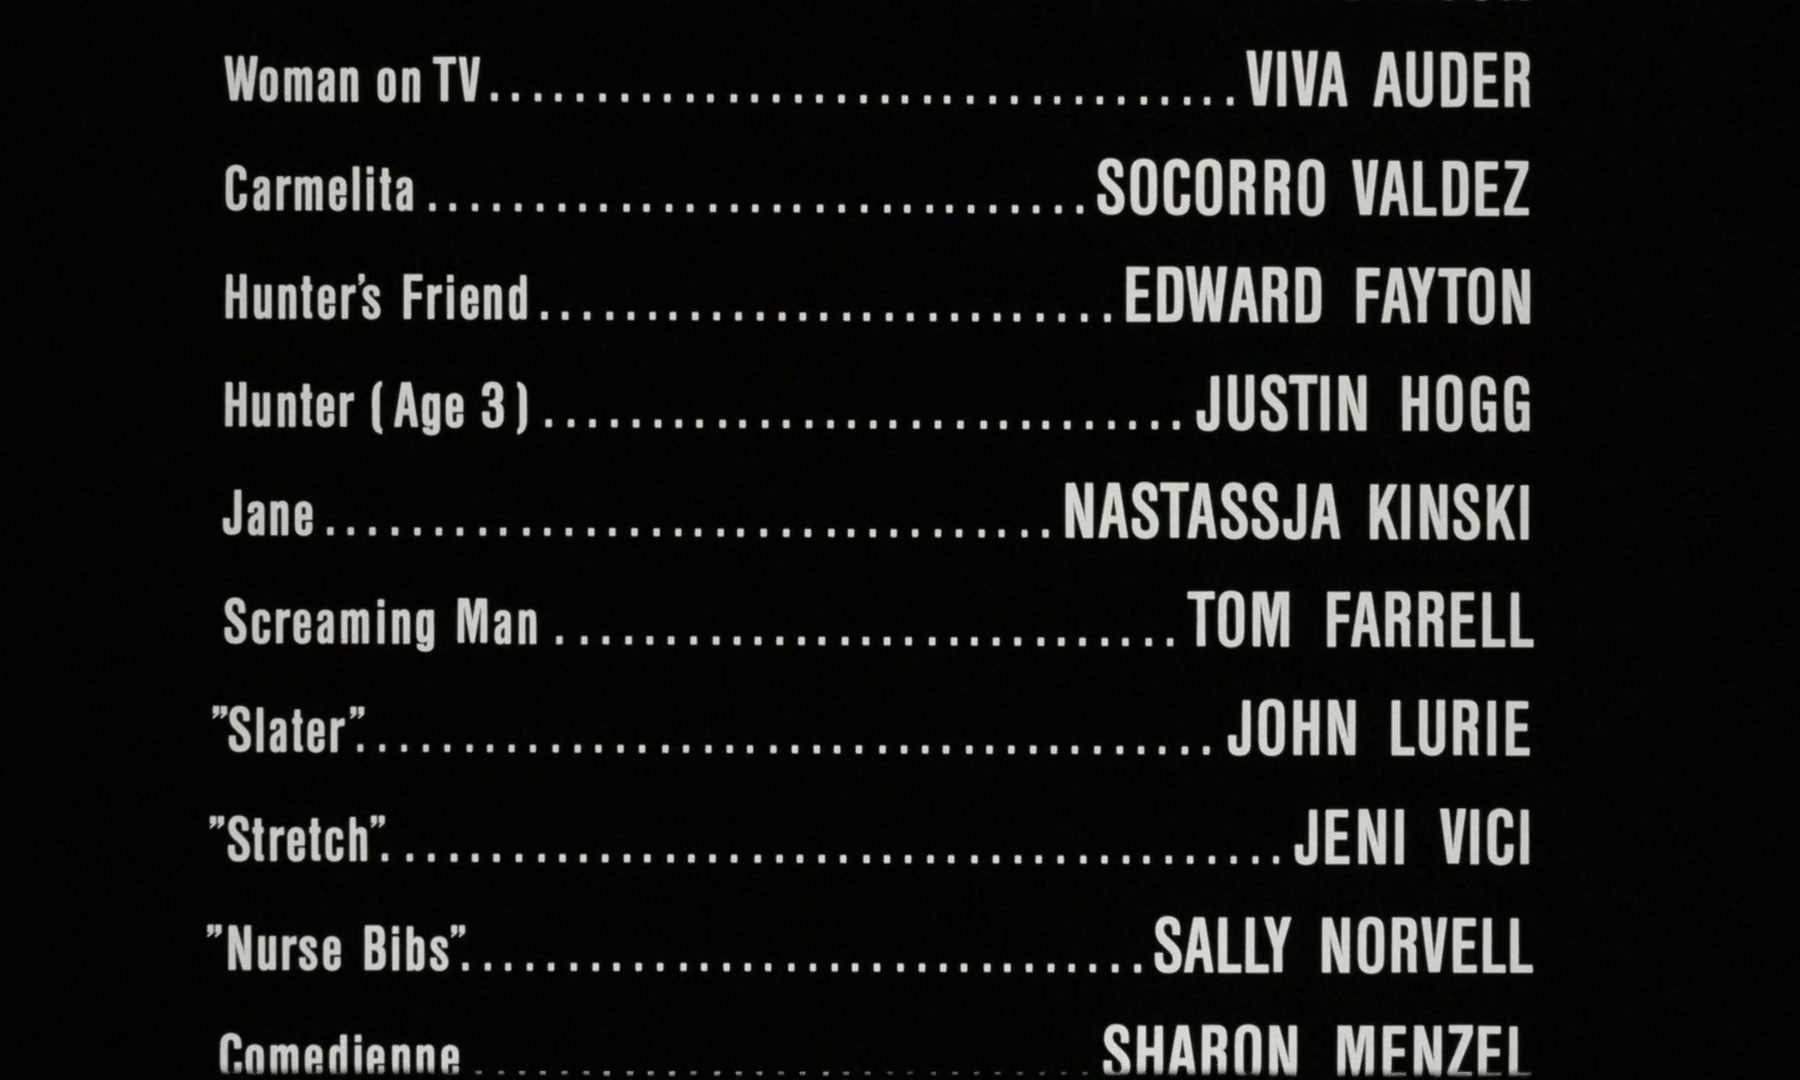 Woman on TV..................................VIVA AUDER
Carmelita...............................SOCORRO VALDEZ
Hunter's Friend...........................EDWARD FAYTON
Hunter (Age 3)..............................JUSTIN HOGG
Jane..................................NASTASSJA KINSKI
Screaming Man.............................TOM FARRELL
"Slater"........................................JOHN LURIE
"Stretch"..........................................JENI VICI
"Nurse Bibs"................................SALLY NORVELL
Comedienne.............................SHARON MENZEL